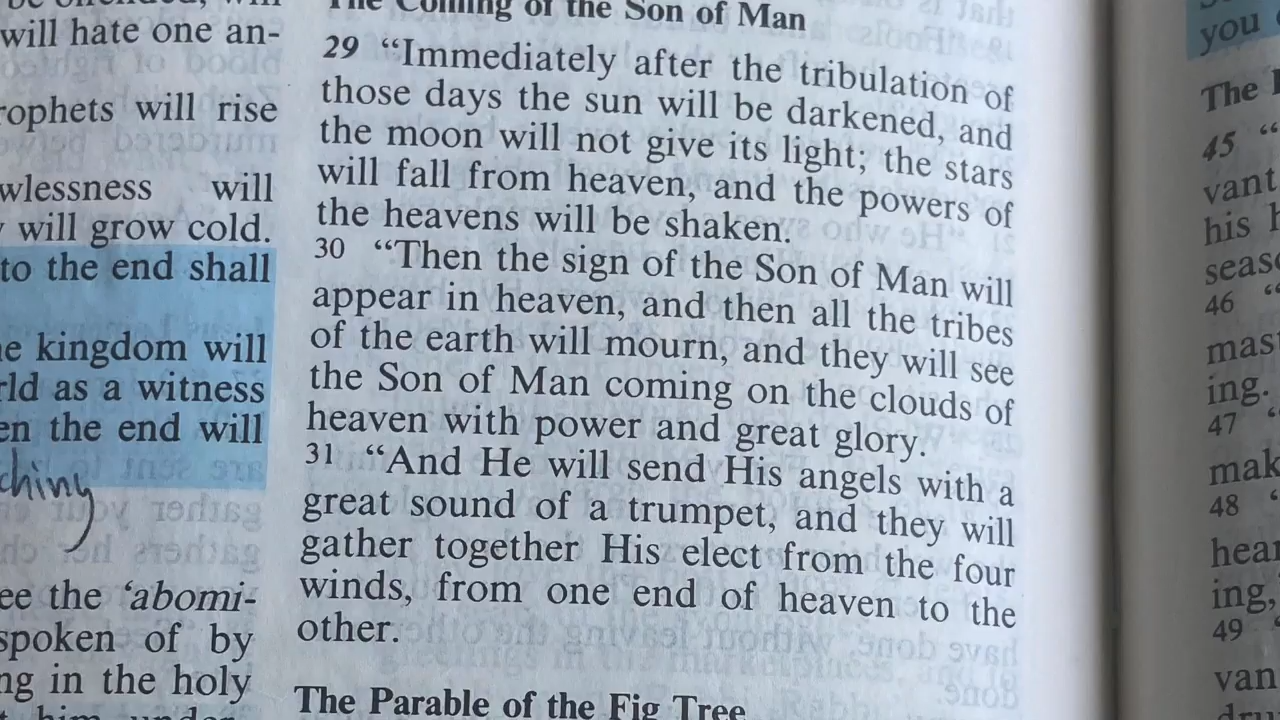 will hate one an-
will rise
will
will grow cold.
to the end shall
kingdom will
as a witness
the end will
see the ‘abomi-
spoken of by
in the holy
The Coming of the Son of Man
29 “Immediately after the tribulation of
those days the sun will be darkened, and
the moon will not give its light; the stars
will fall from heaven, and the powers of
the heavens will be shaken.
30 “Then the sign of the Son of Man will
appear in heaven, and then all the tribes
of the earth will mourn, and they will see
the Son of Man coming on the clouds of
heaven with power and great glory.
31 “And He will send His angels with a
great sound of a trumpet, and they will
gather together His elect from the four
winds, from one end of heaven to the
other.
The Parable of the Fig Tree
you
The
45 “
his
46 “
ing.
47 “
48 “
ing,
49 “